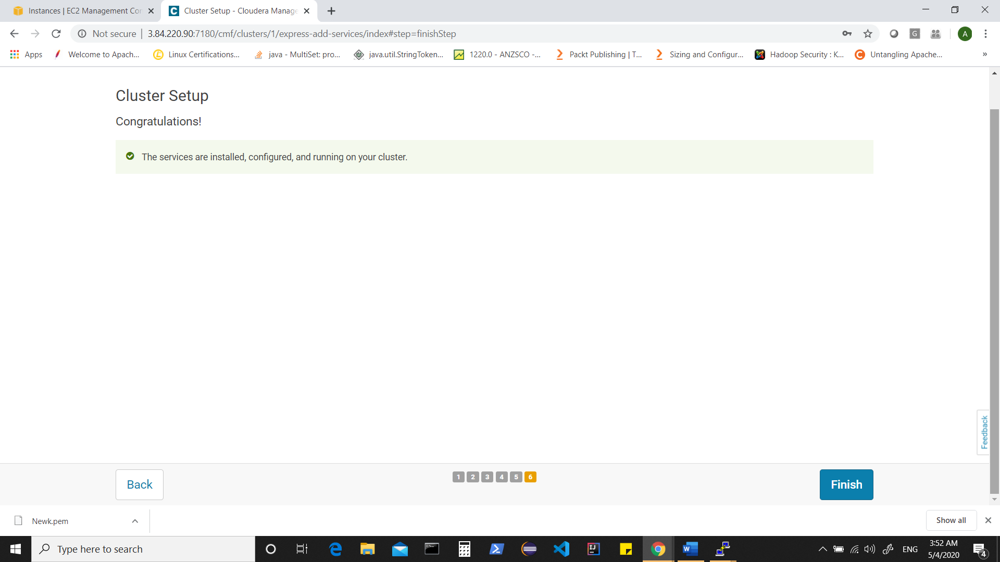 Instances | EC2 Management Con
Cluster Setup - Cloudera Manage
Not secure | 3.84.220.90:7180/cmf/clusters/1/express-add-services/index#step=finishStep
G
A
Apps
Welcome to Apach...
Linux Certifications...
java - MultiSet: pro...
java.util.StringToken...
1220.0 - ANZSCO -...
Packt Publishing | T...
Sizing and Configur...
Hadoop Security : K...
Untangling Apache...
»
Cluster Setup
Congratulations!
The services are installed, configured, and running on your cluster.
Feedback
Back
1 2 3 4 5 6
Finish
Newk.pem
Show all
Type here to search
ENG
3:52 AM
5/4/2020
4